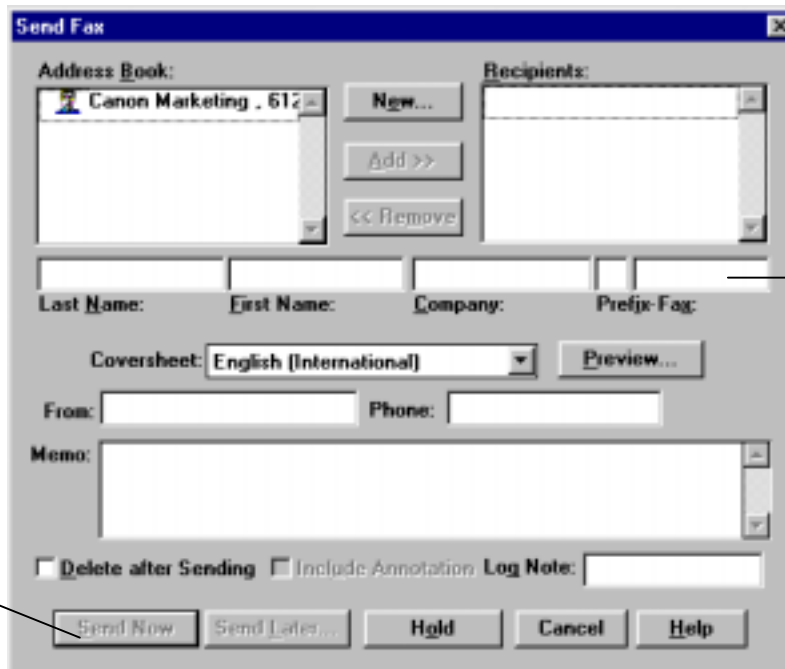 Send Fax
Address Book: Recipients:
Canon Marketing , 612
New...
Add >>
<< Remove
Last Name: First Name: Company: Prefix-Fax:
Coversheet: English (International) Preview...
From: Phone:
Memo:
Delete after Sending Include Annotation Log Note:
Send Now Send Later... Hold Cancel Help